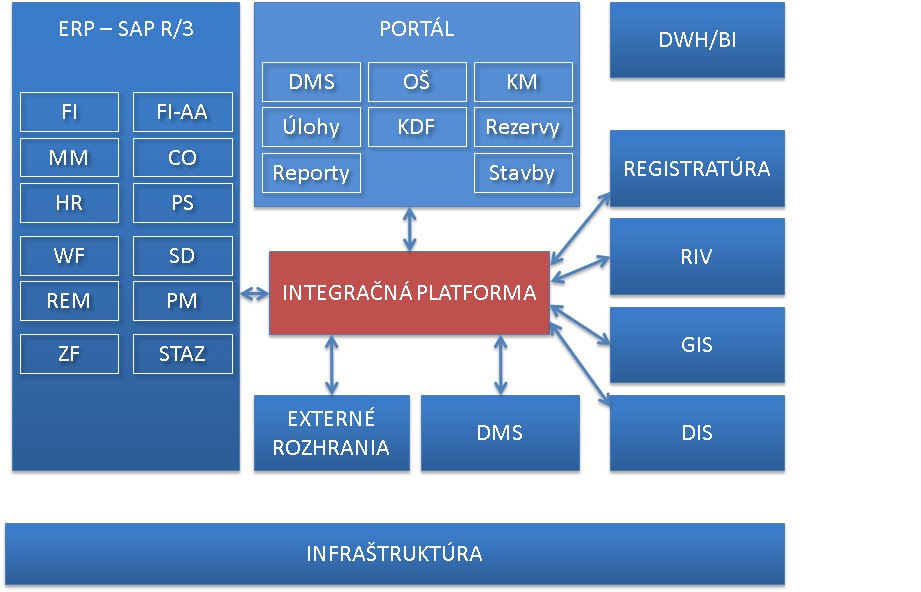 ERP – SAP R/3
FI
FI-AA
MM
CO
HR
PS
WF
SD
REM
PM
ZF
STAZ
PORTÁL
DMS
OŠ
KM
Úlohy
KDF
Rezervy
Reporty
Stavby
DWH/BI
REGISTRATÚRA
RIV
GIS
DIS
INTEGRAČNÁ PLATFORMA
EXTERNÉ
ROZHRANIA
DMS
INFRAŠTRUKTÚRA